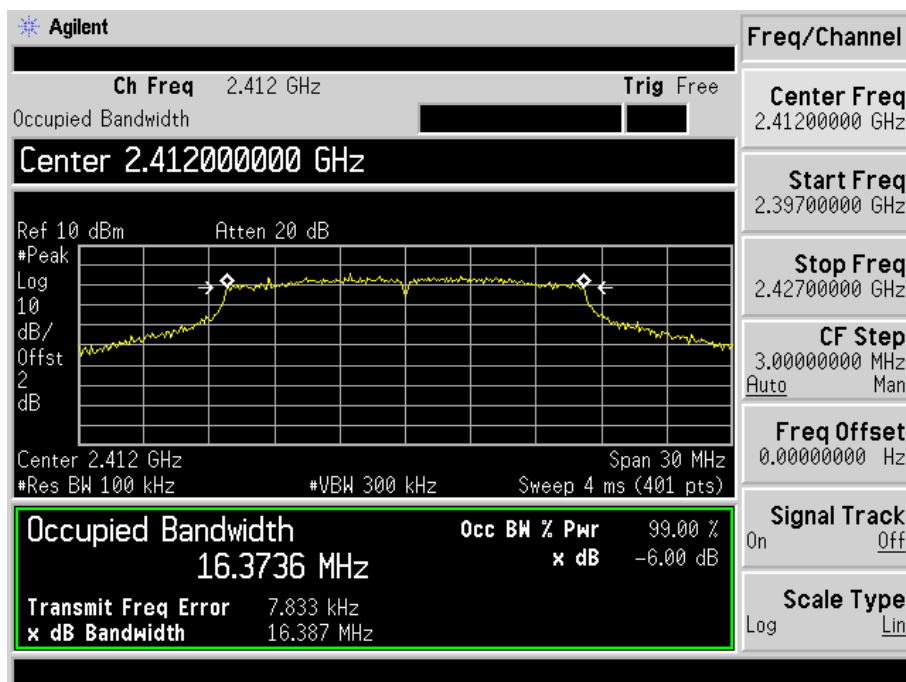 Agilent
Freq/Channel
Ch Freq 2.412 GHz Trig Free
Occupied Bandwidth
Center 2.412000000 GHz
Ref 10 dBm Atten 20 dB
#Peak
Log
10
dB/
Offst
2
dB
Center 2.412 GHz Span 30 MHz
#Res BW 100 kHz #VBW 300 kHz Sweep 4 ms (401 pts)
Occupied Bandwidth Occ BW % Pwr 99.00 %
16.3736 MHz x dB -6.00 dB
Transmit Freq Error 7.833 kHz
x dB Bandwidth 16.387 MHz
Center Freq
2.41200000 GHz
Start Freq
2.39700000 GHz
Stop Freq
2.42700000 GHz
CF Step
3.00000000 MHz
Auto Man
Freq Offset
0.00000000 Hz
Signal Track
On Off
Scale Type
Log Lin